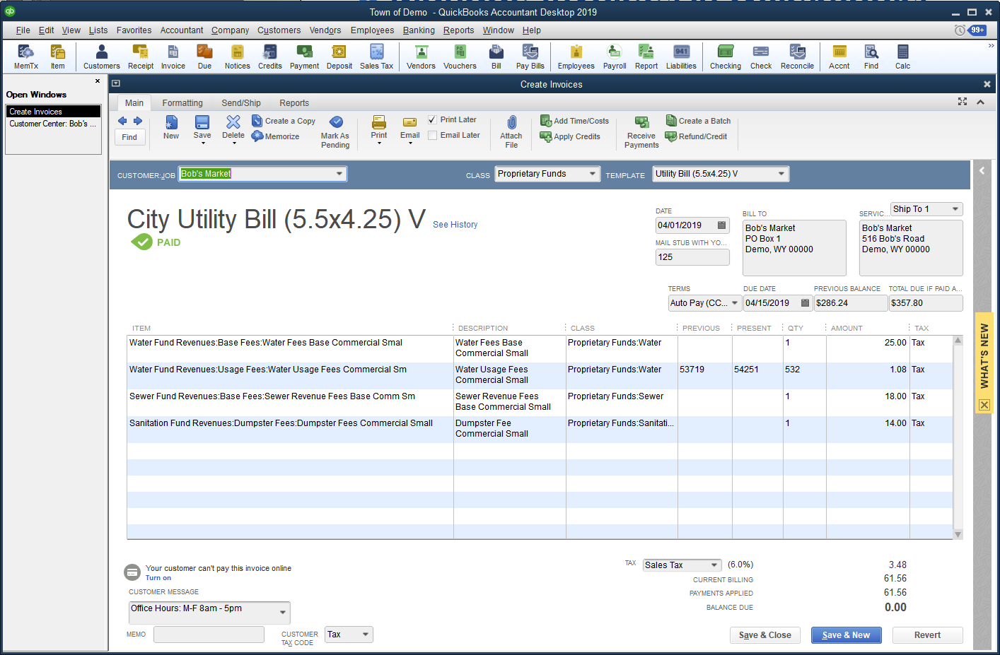 Town of Demo - QuickBooks Accountant Desktop 2019
File Edit View Lists Favorites Accountant Company Customers Vendors Employees Banking Reports Window Help
99+
MemTx Item Customers Receipt Invoice Due Notices Credits Payment Deposit Sales Tax Vendors Vouchers Bill Pay Bills Employees Payroll Report Liabilities Checking Check Reconcile Accnt Find Calc
Open Windows
Create Invoices
Customer Center: Bob's ...
Create Invoices
Main Formatting Send/Ship Reports
Find
New
Save
Delete
Create a Copy
Memorize
Mark As
Pending
Print
Email
Print Later
Email Later
Attach
File
Add Time/Costs
Apply Credits
Receive
Payments
Create a Batch
Refund/Credit
CUSTOMER:JOB Bob's Market
CLASS Proprietary Funds
TEMPLATE Utility Bill (5.5x4.25) V
City Utility Bill (5.5x4.25) V See History
PAID
DATE
04/01/2019
MAIL STUB WITH YO...
125
BILL TO
Bob's Market
PO Box 1
Demo, WY 00000
SERVIC... Ship To 1
Bob's Market
516 Bob's Road
Demo, WY 00000
TERMS DUE DATE PREVIOUS BALANCE TOTAL DUE IF PAID A...
Auto Pay (CC... 04/15/2019 $286.24 $357.80
ITEM DESCRIPTION CLASS PREVIOUS PRESENT QTY AMOUNT TAX
Water Fund Revenues:Base Fees:Water Fees Base Commercial Smal Water Fees Base Proprietary Funds:Water 1 25.00 Tax
Commercial Small
Water Fund Revenues:Usage Fees:Water Usage Fees Commercial Sm Water Usage Fees Proprietary Funds:Water 53719 54251 532 1.08 Tax
Commercial Small
Sewer Fund Revenues:Base Fees:Sewer Revenue Fees Base Comm Sm Sewer Revenue Fees Proprietary Funds:Sewer 1 18.00 Tax
Base Commercial Small
Sanitation Fund Revenues:Dumpster Fees:Dumpster Fees Commercial Small Dumpster Fee Proprietary Funds:Sanitati... 1 14.00 Tax
Commercial Small
WHAT'S NEW
Your customer can't pay this invoice online
Turn on
CUSTOMER MESSAGE
Office Hours: M-F 8am - 5pm
MEMO
CUSTOMER
TAX CODE
Tax
TAX Sales Tax (6.0%) 3.48
CURRENT BILLING 61.56
PAYMENTS APPLIED 61.56
BALANCE DUE 0.00
Save & Close Save & New Revert